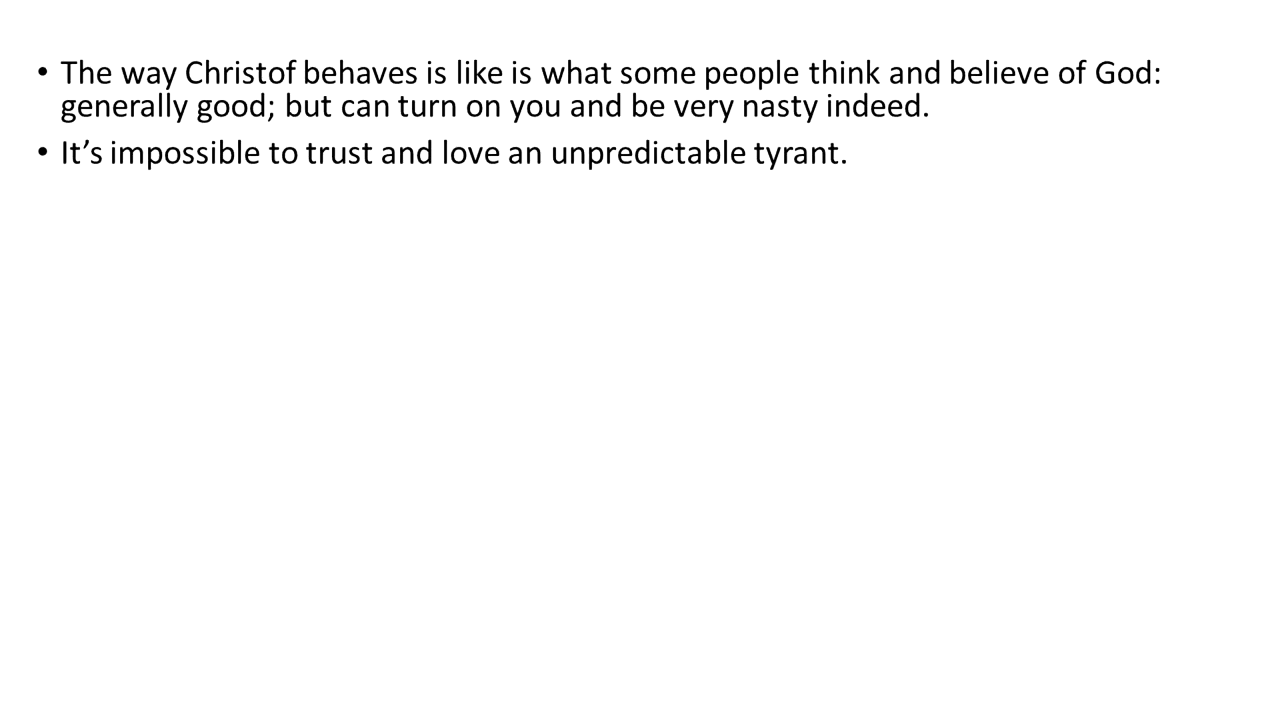 • The way Christof behaves is like is what some people think and believe of God:
generally good; but can turn on you and be very nasty indeed.
• It’s impossible to trust and love an unpredictable tyrant.